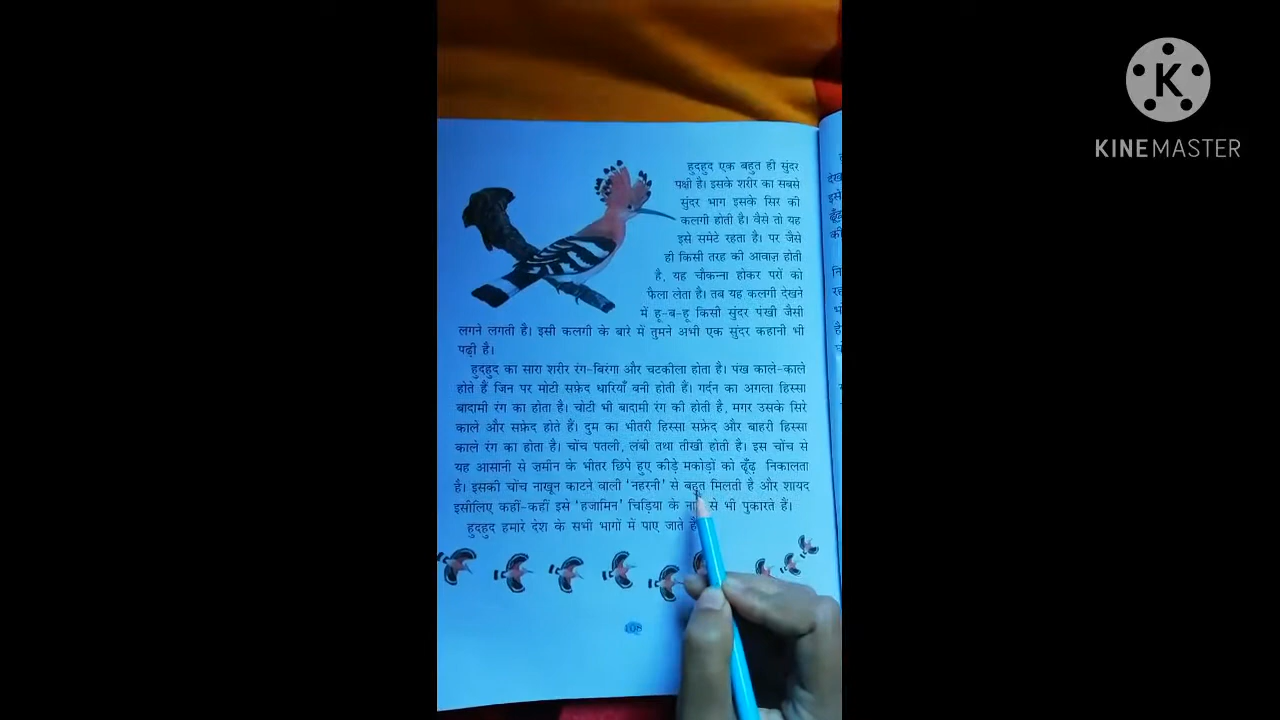 हुदहुद एक बहुत ही सुंदर
पक्षी है। इसके शरीर का सबसे
सुंदर भाग इसके सिर की
कलगी होती है। वैसे तो यह
इसे समेटे रहता है। पर जैसे
ही किसी तरह की आवाज़ होती
है, यह चौकन्ना होकर परों को
फैला लेता है। तब यह कलगी देखने
में हू-ब-हू किसी सुंदर पंखी जैसी
लगने लगती है। इसी कलगी के बारे में तुमने अभी एक सुंदर कहानी भी
पढ़ी है।
हुदहुद का सारा शरीर रंग-बिरंगा और चटकीला होता है। पंख काले-काले
होते हैं जिन पर मोटी सफ़ेद धारियाँ बनी होती हैं। गर्दन का अगला हिस्सा
बादामी रंग का होता है। चोटी भी बादामी रंग की होती है, मगर उसके सिरे
काले और सफ़ेद होते हैं। दुम का भीतरी हिस्सा सफ़ेद और बाहरी हिस्सा
काले रंग का होता है। चोंच पतली, लंबी तथा तीखी होती है। इस चोंच से
यह आसानी से ज़मीन के भीतर छिपे हुए कीड़े मकोड़ों को ढूँढ़ निकालता
है। इसकी चोंच नाखून काटने वाली 'नहरनी' से बहुत मिलती है और शायद
इसीलिए कहीं-कहीं इसे 'हजामिन' चिड़िया के से भी पुकारते हैं।
हुदहुद हमारे देश के सभी भागों में पाए जाते हैं
KINEMASTER